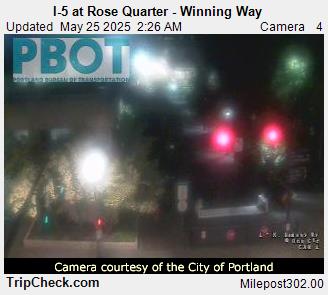 I-5 at Rose Quarter - Winning Way
Updated May 25 2025 2:26 AM Camera 4
PBOT
PORTLAND BUREAU OF TRANSPORTATION
Camera courtesy of the City of Portland
TripCheck.com Milepost302.00